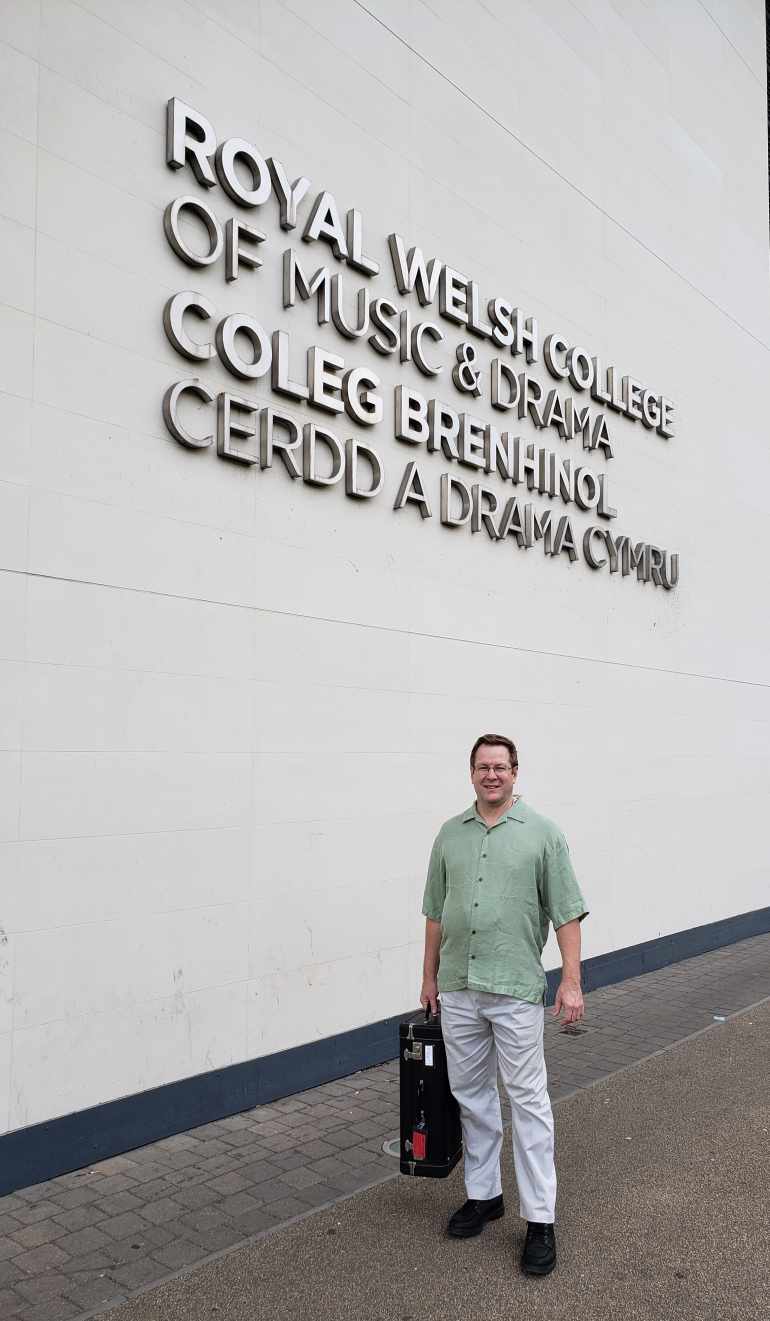 ROYAL WELSH COLLEGE
OF MUSIC & DRAMA
COLEG BRENHINOL
CERDD A DRAMA CYMRU